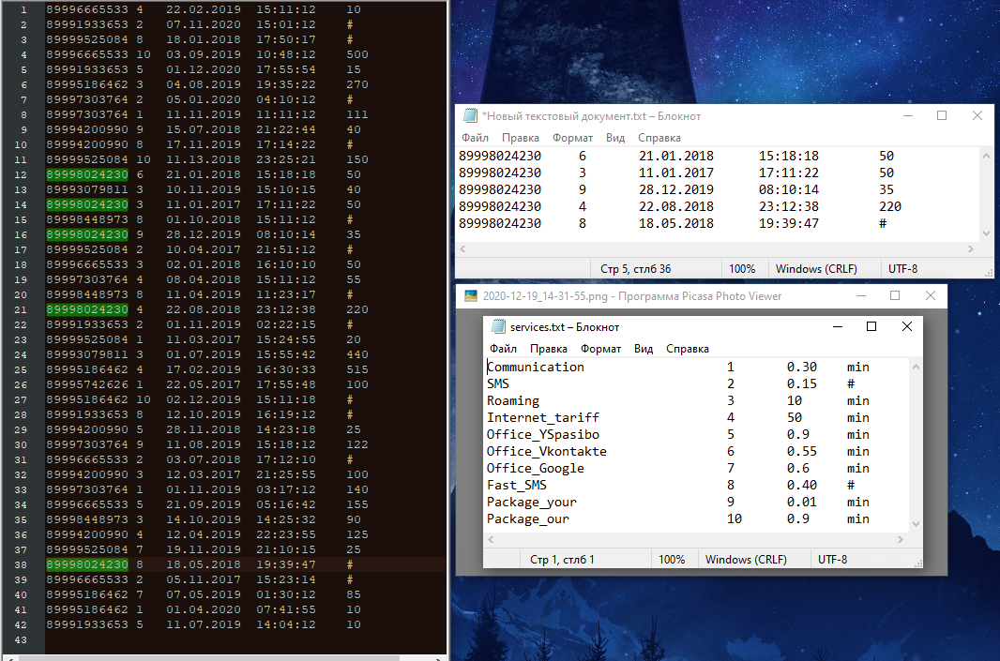 1 89996665533 4 22.02.2019 15:11:12 10
2 89991933653 2 07.11.2020 15:01:12 #
3 89999525084 8 18.01.2018 17:50:17 #
4 89996665533 10 03.09.2019 10:48:12 500
5 89991933653 5 01.12.2020 17:55:54 15
6 89995186462 3 04.08.2019 19:35:22 270
7 89997303764 2 05.01.2020 04:10:12 #
8 89997303764 1 11.11.2019 11:11:12 111
9 89994200990 9 15.07.2018 21:22:44 40
10 89994200990 8 17.11.2019 17:14:22 #
11 89999525084 10 11.13.2018 23:25:21 150
12 89998024230 6 21.01.2018 15:18:18 50
13 89993079811 3 10.11.2019 15:10:15 40
14 89998024230 3 11.01.2017 17:11:22 50
15 89998448973 8 01.10.2018 15:11:12 #
16 89998024230 9 28.12.2019 08:10:14 35
17 89999525084 2 10.04.2017 21:51:12 #
18 89996665533 3 02.01.2018 16:10:10 50
19 89997303764 4 08.04.2018 15:11:12 55
20 89998448973 8 11.04.2019 11:23:17 #
21 89998024230 4 22.08.2018 23:12:38 220
22 89991933653 2 01.11.2019 02:22:15 #
23 89999525084 1 11.03.2017 15:24:55 20
24 89993079811 3 01.07.2019 15:55:42 440
25 89995186462 4 17.02.2019 16:30:33 515
26 89995742626 1 22.05.2017 17:55:48 100
27 89995186462 10 02.12.2019 15:11:18 #
28 89991933653 8 12.10.2019 16:19:12 #
29 89994200990 5 28.11.2018 14:23:18 25
30 89997303764 9 11.08.2019 15:18:12 122
31 89996665533 2 03.07.2018 17:12:10 #
32 89994200990 3 12.03.2017 21:25:55 100
33 89997303764 1 01.11.2019 03:17:12 140
34 89996665533 5 21.09.2019 05:16:42 155
35 89998448973 3 14.10.2019 14:25:32 90
36 89994200990 4 12.04.2019 22:23:55 125
37 89999525084 7 19.11.2019 21:10:15 25
38 89998024230 8 18.05.2018 19:39:47 #
39 89996665533 2 05.11.2017 15:23:14 #
40 89995186462 7 07.05.2019 01:30:12 85
41 89995186462 1 01.04.2020 07:41:55 10
42 89991933653 5 11.07.2019 14:04:12 10
43
*Новый текстовый документ.txt – Блокнот
Файл Правка Формат Вид Справка
89998024230 6 21.01.2018 15:18:18 50
89998024230 3 11.01.2017 17:11:22 50
89998024230 9 28.12.2019 08:10:14 35
89998024230 4 22.08.2018 23:12:38 220
89998024230 8 18.05.2018 19:39:47 #
Стр 5, стлб 36 100% Windows (CRLF) UTF-8
2020-12-19_14-31-55.png - Программа Picasa Photo Viewer
services.txt – Блокнот
Файл Правка Формат Вид Справка
Communication 1 0.30 min
SMS 2 0.15 #
Roaming 3 10 min
Internet_tariff 4 50 min
Office_YSpasibo 5 0.9 min
Office_Vkontakte 6 0.55 min
Office_Google 7 0.6 min
Fast_SMS 8 0.40 #
Package_your 9 0.01 min
Package_our 10 0.9 min
Стр 1, стлб 1 100% Windows (CRLF) UTF-8